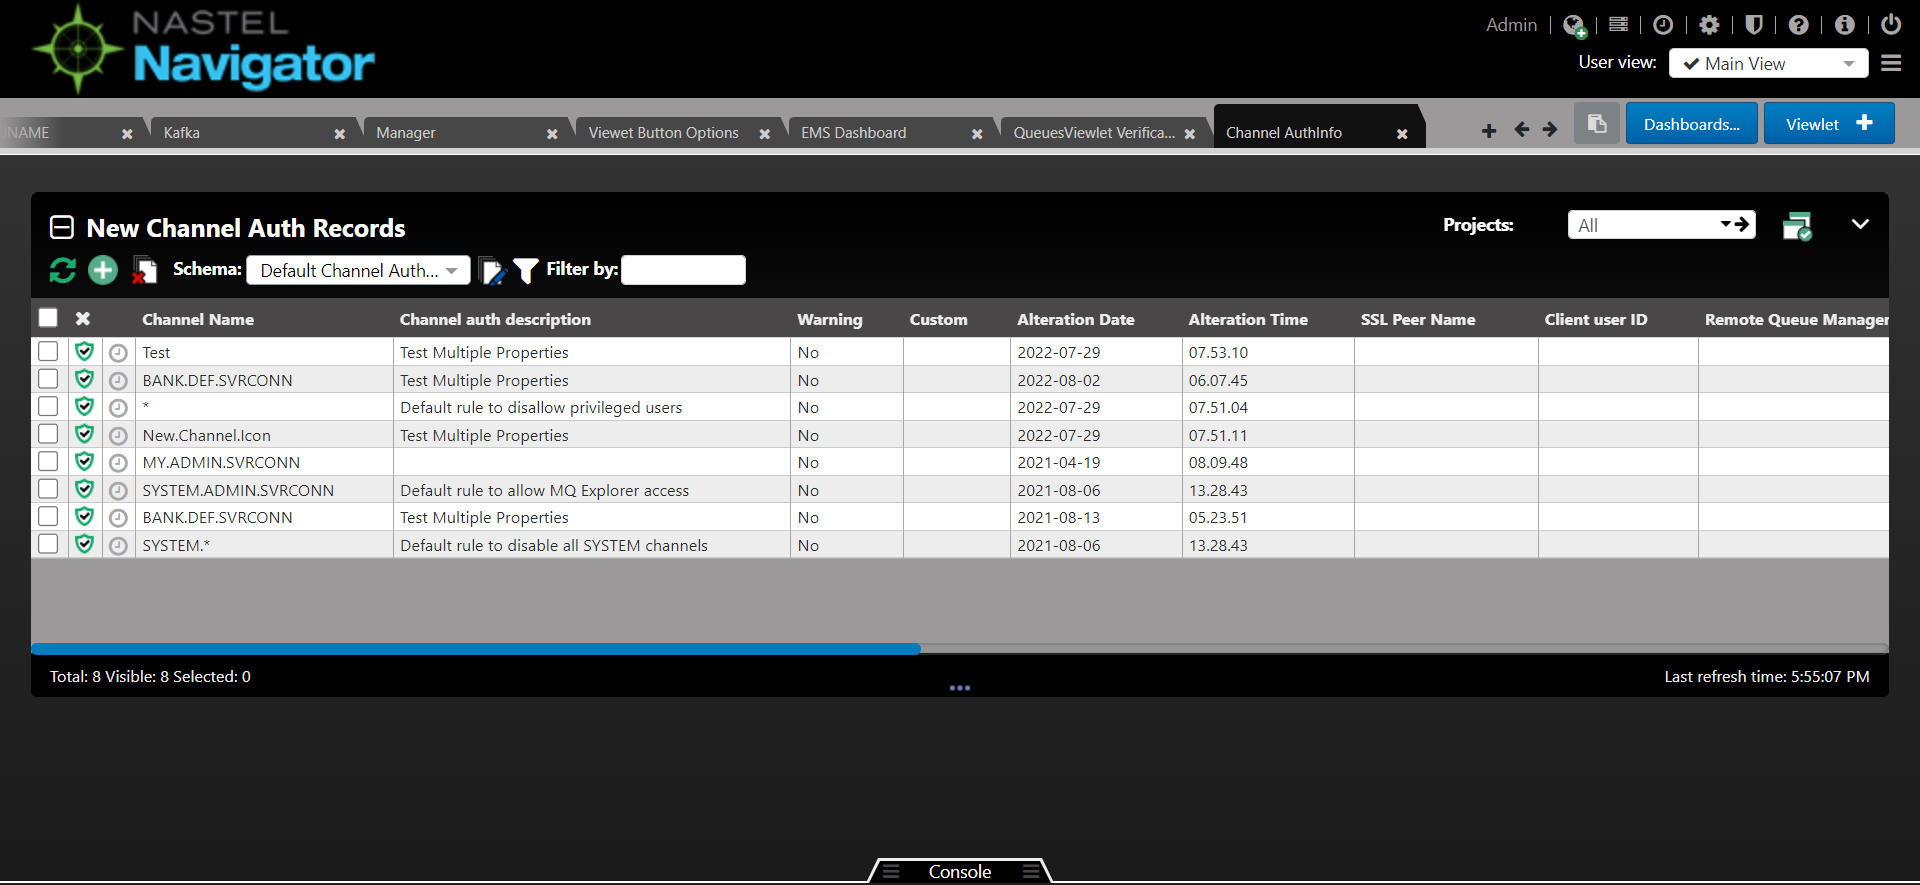 NASTEL
Navigator
Admin
User view: Main View
NAME
Kafka
Manager
Viewet Button Options
EMS Dashboard
QueuesViewlet Verifica...
Channel AuthInfo
Dashboards...
Viewlet
New Channel Auth Records
Projects: All
Schema: Default Channel Auth... Filter by:
Channel Name Channel auth description Warning Custom Alteration Date Alteration Time SSL Peer Name Client user ID Remote Queue Manager
Test Test Multiple Properties No 2022-07-29 07.53.10
BANK.DEF.SVRCONN Test Multiple Properties No 2022-08-02 06.07.45
* Default rule to disallow privileged users No 2022-07-29 07.51.04
New.Channel.Icon Test Multiple Properties No 2022-07-29 07.51.11
MY.ADMIN.SVRCONN No 2021-04-19 08.09.48
SYSTEM.ADMIN.SVRCONN Default rule to allow MQ Explorer access No 2021-08-06 13.28.43
BANK.DEF.SVRCONN Test Multiple Properties No 2021-08-13 05.23.51
SYSTEM.* Default rule to disable all SYSTEM channels No 2021-08-06 13.28.43
Total: 8 Visible: 8 Selected: 0
Last refresh time: 5:55:07 PM
Console